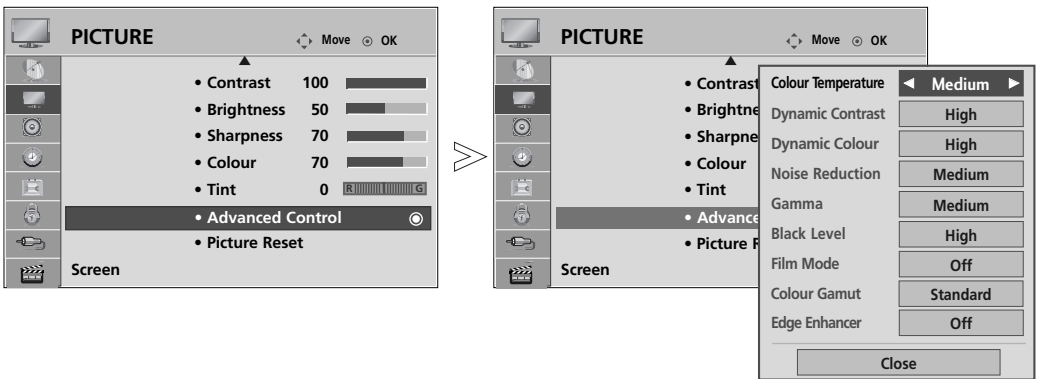 PICTURE
Move OK
• Contrast 100
• Brightness 50
• Sharpness 70
• Colour 70
• Tint 0 R G
• Advanced Control
• Picture Reset
Screen
PICTURE
Move OK
• Contrast
• Brightne
• Sharpne
• Colour
• Tint
• Advance
• Picture R
Screen
Colour Temperature ◄ Medium ►
Dynamic Contrast High
Dynamic Colour High
Noise Reduction Medium
Gamma Medium
Black Level High
Film Mode Off
Colour Gamut Standard
Edge Enhancer Off
Close